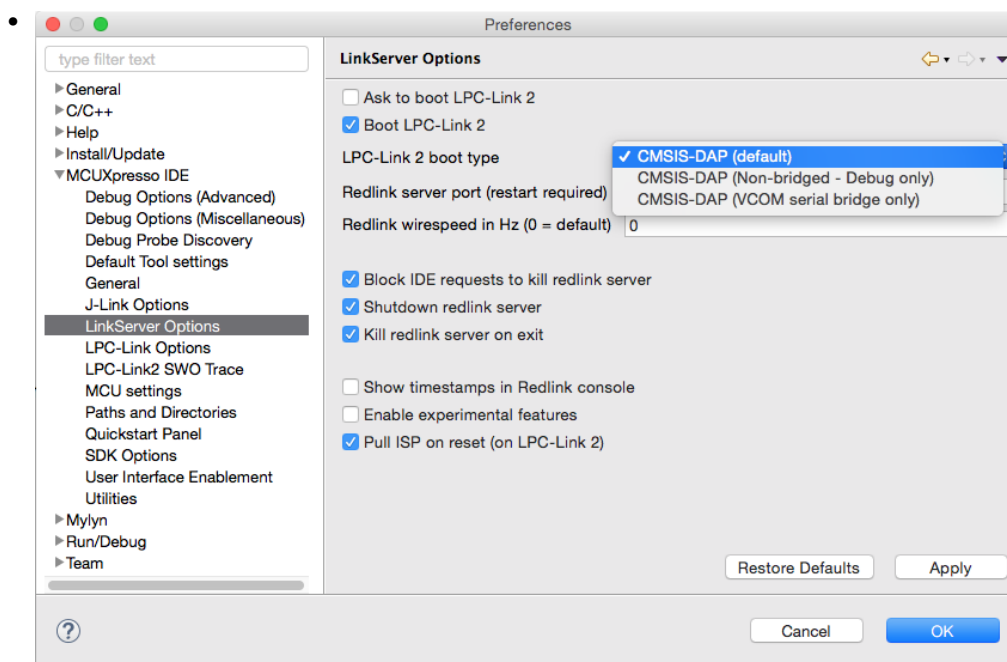 Preferences
type filter text
General
C/C++
Help
Install/Update
MCUXpresso IDE
Debug Options (Advanced)
Debug Options (Miscellaneous)
Debug Probe Discovery
Default Tool settings
General
J-Link Options
LinkServer Options
LPC-Link Options
LPC-Link2 SWO Trace
MCU settings
Paths and Directories
Quickstart Panel
SDK Options
User Interface Enablement
Utilities
Mylyn
Run/Debug
Team
LinkServer Options
Ask to boot LPC-Link 2
Boot LPC-Link 2
LPC-Link 2 boot type
CMSIS-DAP (default)
CMSIS-DAP (Non-bridged - Debug only)
CMSIS-DAP (VCOM serial bridge only)
Redlink server port (restart required)
Redlink wirespeed in Hz (0 = default) 0
Block IDE requests to kill redlink server
Shutdown redlink server
Kill redlink server on exit
Show timestamps in Redlink console
Enable experimental features
Pull ISP on reset (on LPC-Link 2)
Restore Defaults Apply
? Cancel OK